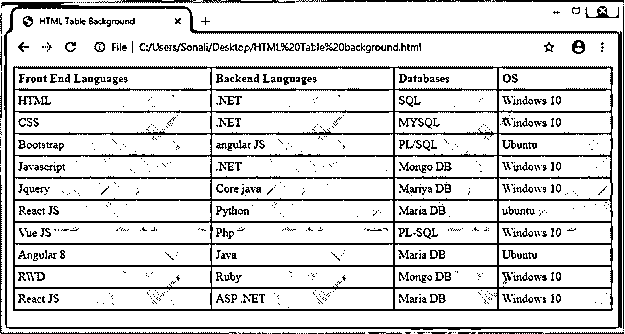 HTML Table Background
File | C:/Users/Sonali/Desktop/HTML%20Table%20background.html
Front End Languages Backend Languages Databases OS
HTML .NET SQL Windows 10
CSS .NET MYSQL Windows 10
Bootstrap angular JS PL/SQL Ubuntu
Javascript .NET Mongo DB Windows 10
Jquery Core java Mariya DB Windows 10
React JS Python Maria DB ubuntu
Vue JS Php PL-SQL Windows 10
Angular 8 Java Maria DB Ubuntu
RWD Ruby Mongo DB Windows 10
React JS ASP .NET Maria DB Windows 10